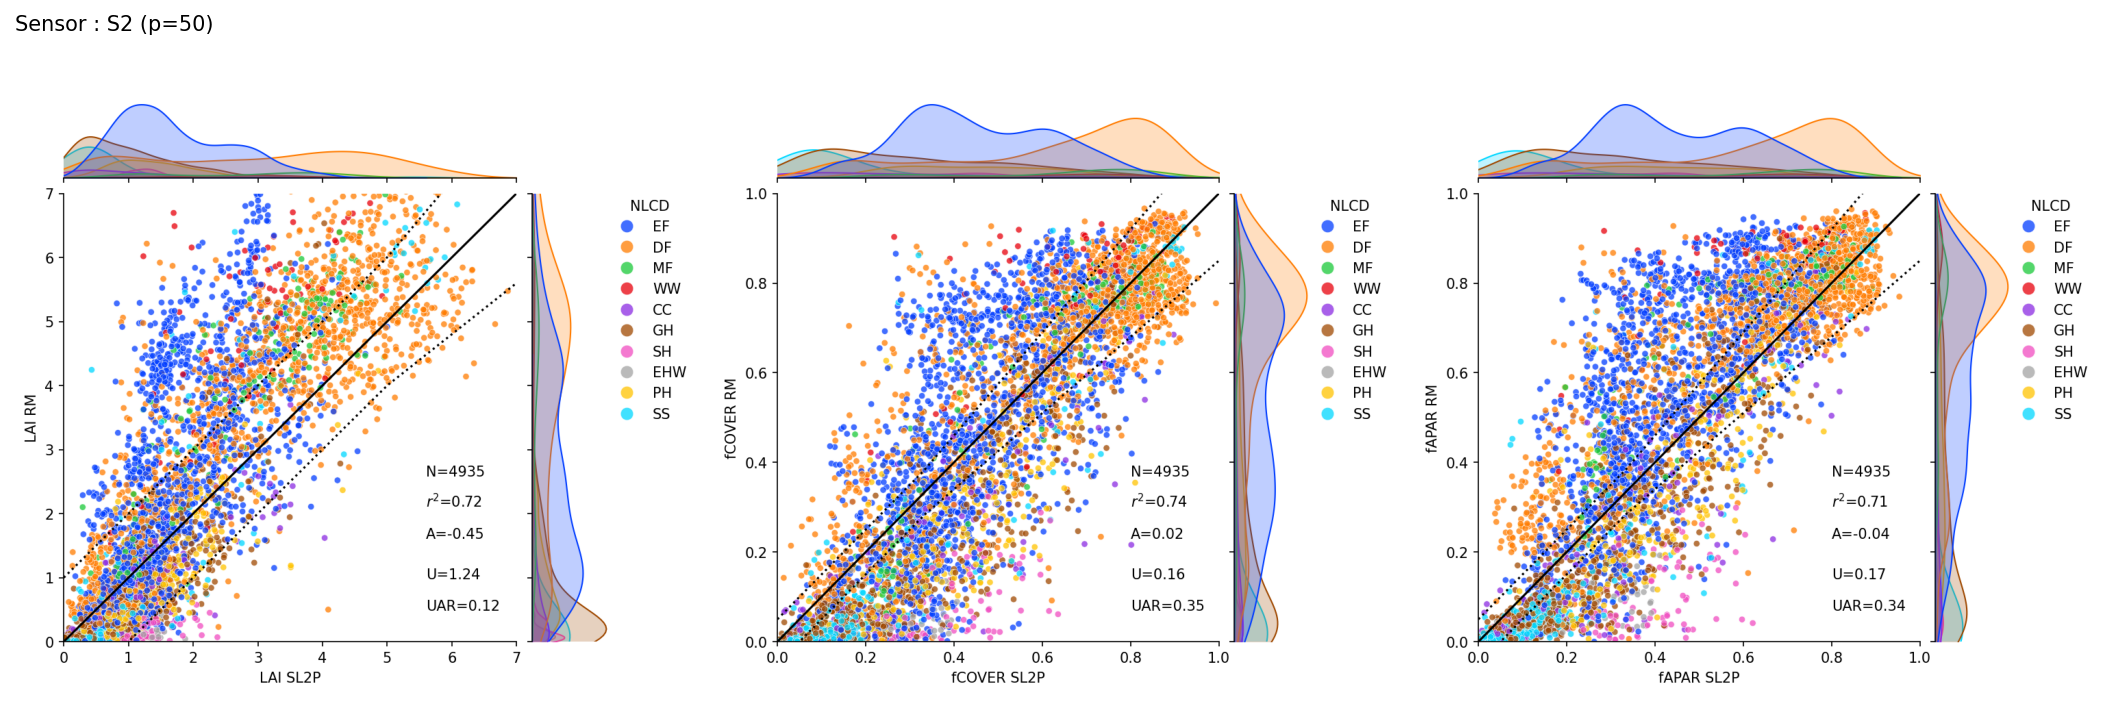 Sensor : S2 (p=50)
7
6
5
4
3
2
1
0
LAI RM
0 1 2 3 4 5 6 7
LAI SL2P
N=4935
r²=0.72
A=-0.45
U=1.24
UAR=0.12
NLCD
EF
DF
MF
WW
CC
GH
SH
EHW
PH
SS
1.0
0.8
0.6
0.4
0.2
0.0
fCOVER RM
0.0 0.2 0.4 0.6 0.8 1.0
fCOVER SL2P
N=4935
r²=0.74
A=0.02
U=0.16
UAR=0.35
NLCD
EF
DF
MF
WW
CC
GH
SH
EHW
PH
SS
1.0
0.8
0.6
0.4
0.2
0.0
fAPAR RM
0.0 0.2 0.4 0.6 0.8 1.0
fAPAR SL2P
N=4935
r²=0.71
A=-0.04
U=0.17
UAR=0.34
NLCD
EF
DF
MF
WW
CC
GH
SH
EHW
PH
SS